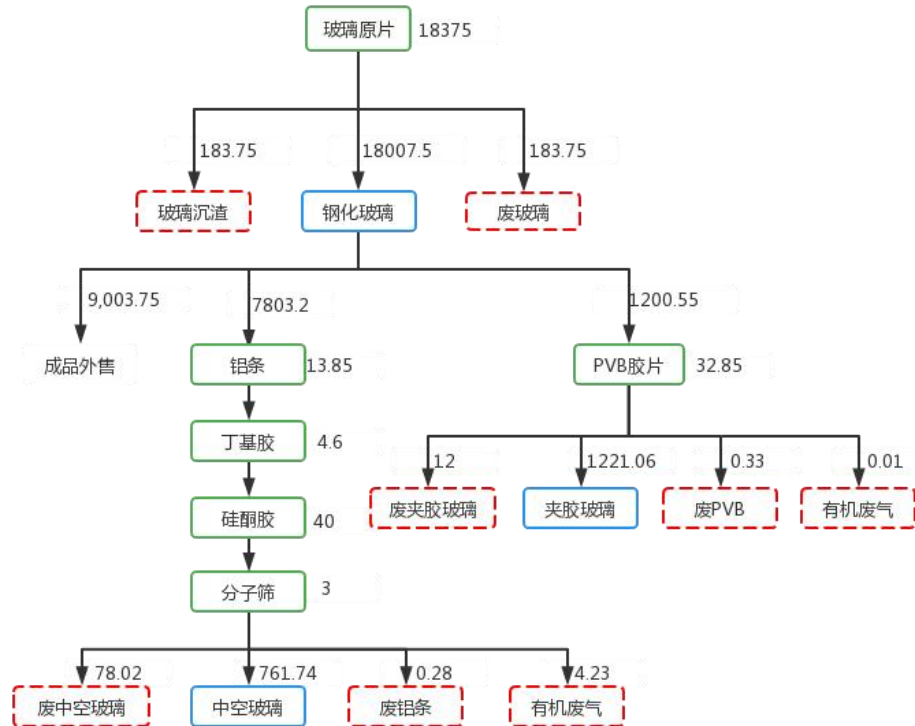 玻璃原片 18375
183.75 18007.5 183.75
玻璃沉渣 钢化玻璃 废玻璃
9,003.75 7803.2 1200.55
成品外售 铝条 13.85 PVB胶片 32.85
丁基胶 4.6
12 1221.06 0.33 0.01
硅酮胶 40 废夹胶玻璃 夹胶玻璃 废PVB 有机废气
分子筛 3
78.02 761.74 0.28 4.23
废中空玻璃 中空玻璃 废铝条 有机废气